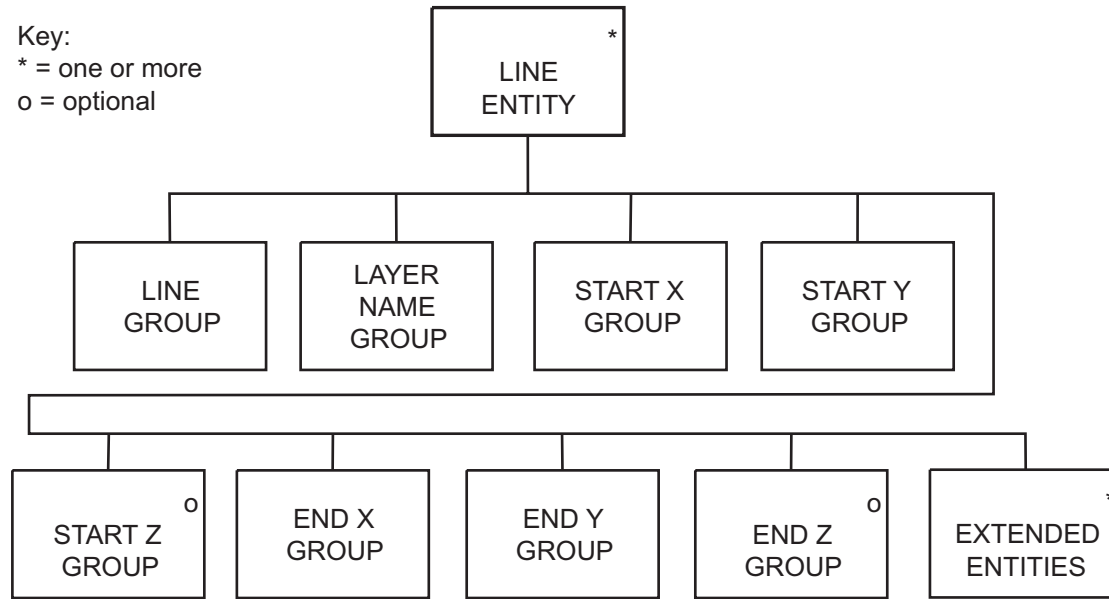 Key:
* = one or more
o = optional
*
LINE
ENTITY
LINE
GROUP
LAYER
NAME
GROUP
START X
GROUP
START Y
GROUP
o
START Z
GROUP
END X
GROUP
END Y
GROUP
o
END Z
GROUP
*
EXTENDED
ENTITIES